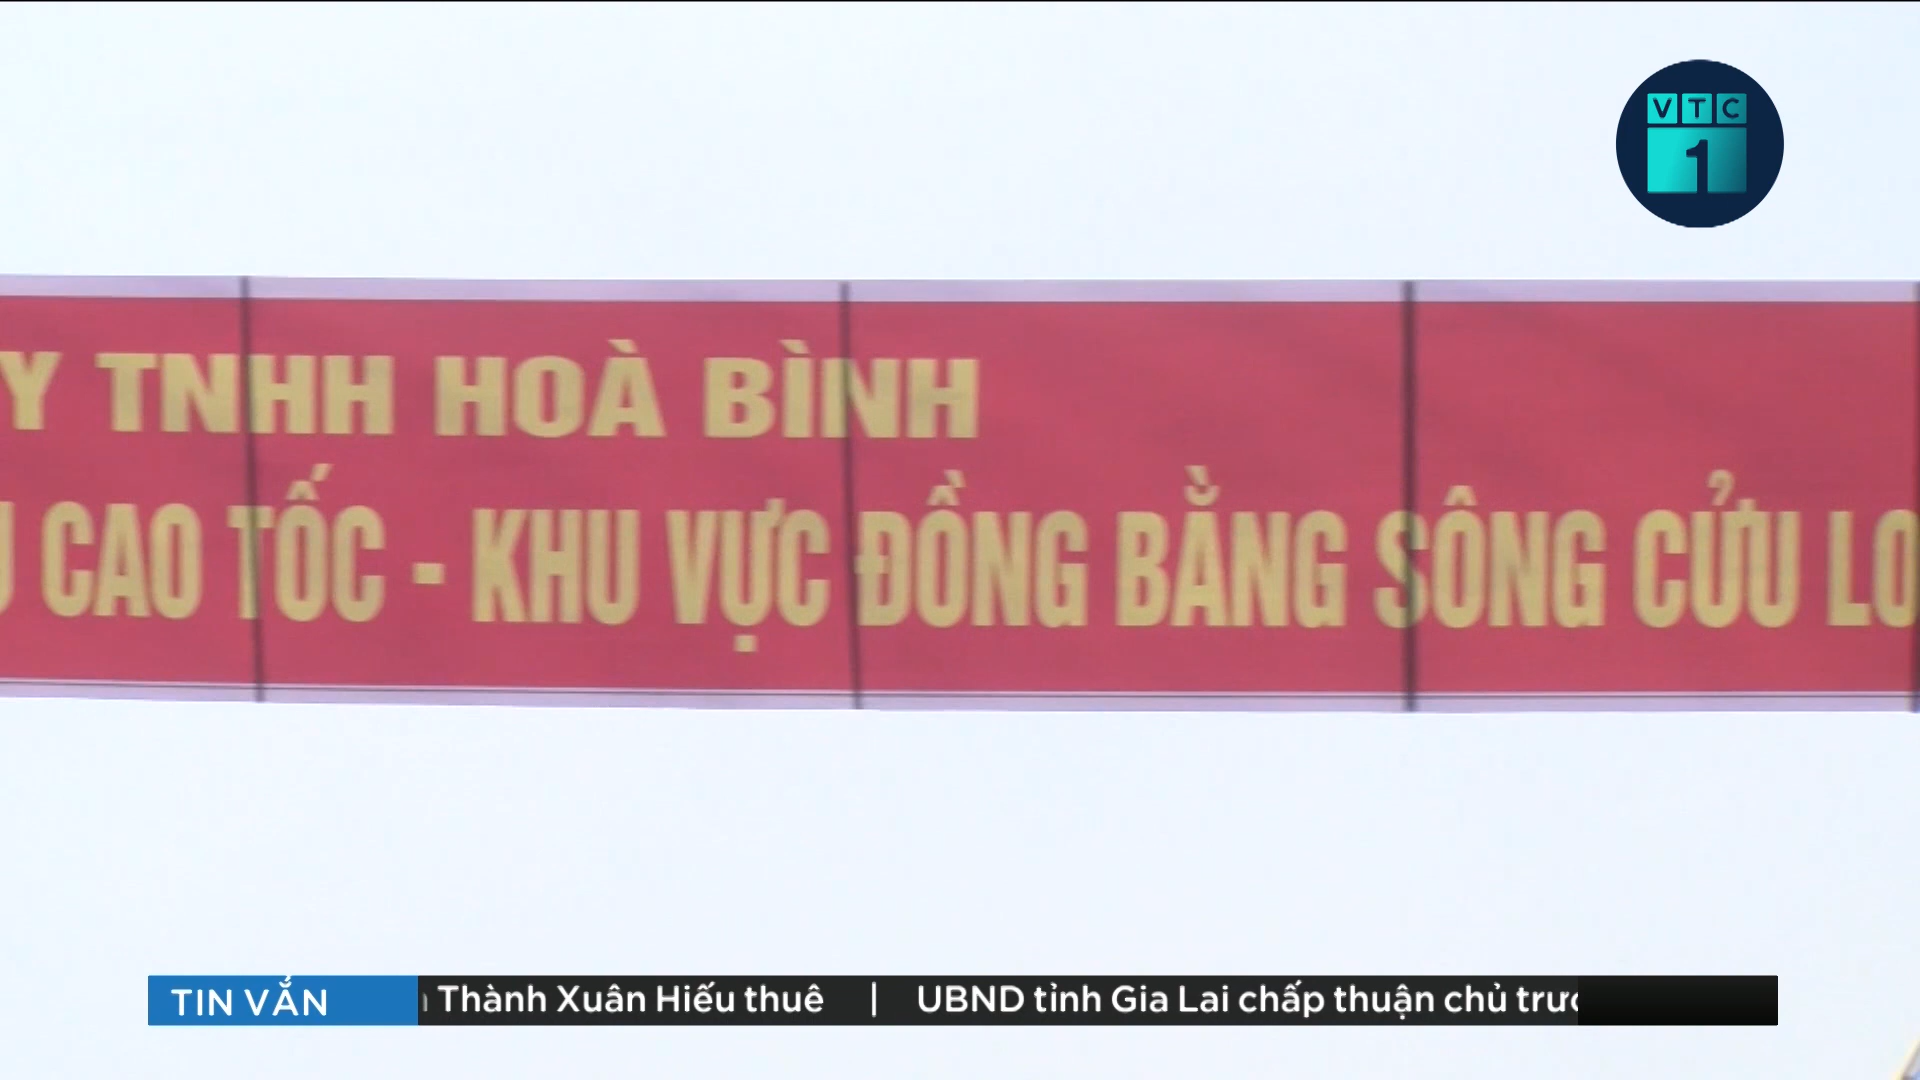 VTC
1
Y TNHH HOÀ BÌNH
CAO TỐC - KHU VỰC ĐỒNG BẰNG SÔNG CỬU LO
TIN VẮN
Thành Xuân Hiếu thuê | UBND tỉnh Gia Lai chấp thuận chủ trươ